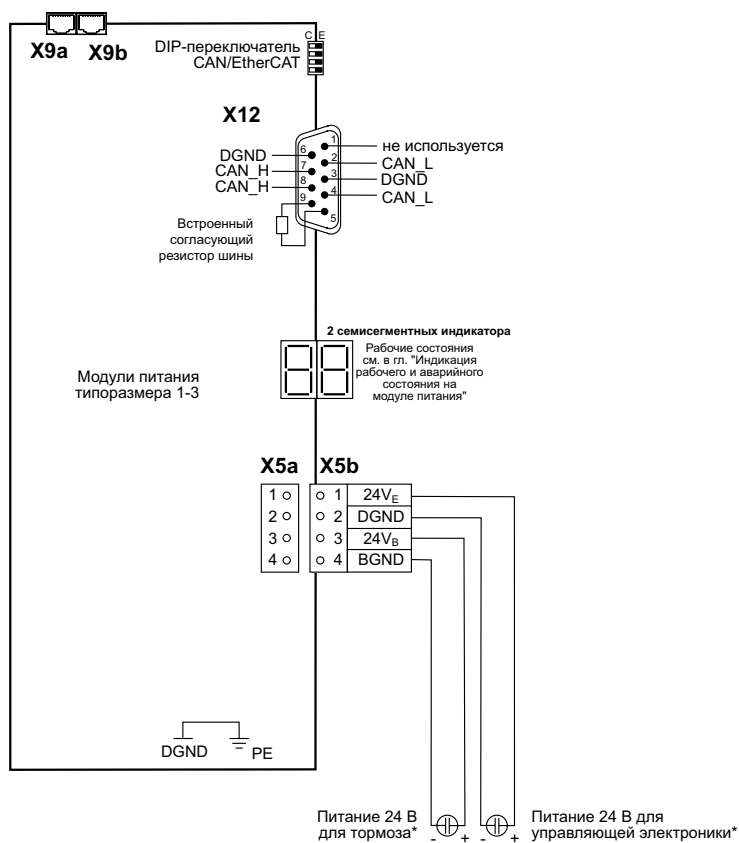 X9a X9b
C E
DIP-переключатель
CAN/EtherCAT
X12
1
не используется
6
DGND
2
CAN_L
7
CAN_H
3
DGND
8
CAN_H
4
CAN_L
9
5
Встроенный
согласующий
резистор шины
2 семисегментных индикатора
Рабочие состояния
см. в гл. "Индикация
рабочего и аварийного
состояния на
модуле питания"
Модули питания
типоразмера 1-3
X5a X5b
1 1 24VE
2 2 DGND
3 3 24VB
4 4 BGND
DGND PE
Питание 24 В
для тормоза*
- +
- +
Питание 24 В для
управляющей электроники*